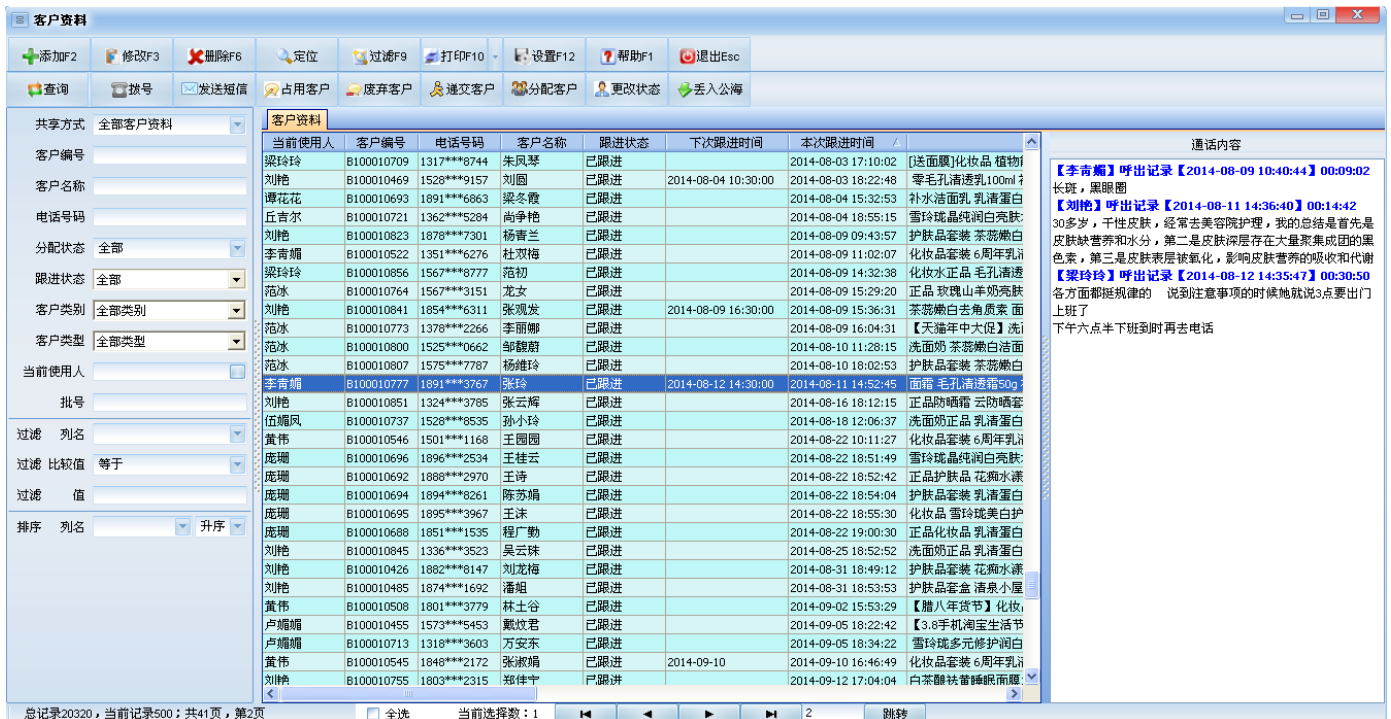 客户资料
添加F2 修改F3 删除F6 定位 过滤F9 打印F10 设置F12 帮助F1 退出Esc
查询 拨号 发送短信 占用客户 废弃客户 递交客户 分配客户 更改状态 丢入公海
共享方式 全部客户资料
客户编号
客户名称
电话号码
分配状态 全部
跟进状态 全部
客户类别 全部类别
客户类型 全部类型
当前使用人
批号
过滤 列名
过滤 比较值 等于
过滤 值
排序 列名 升序
客户资料
当前使用人 客户编号 电话号码 客户名称 跟进状态 下次跟进时间 本次跟进时间
梁玲玲 B100010709 1317***8744 朱凤琴 已跟进 2014-08-03 17:10:02 [送面膜]化妆品 植物
刘艳 B100010469 1528***9157 刘圆 已跟进 2014-08-04 10:30:00 2014-08-03 18:22:48 零毛孔清透乳100ml
谭花花 B100010693 1891***6863 梁冬霞 已跟进 2014-08-04 15:32:53 补水洁面乳 乳清蛋白
丘吉尔 B100010721 1362***5284 尚争艳 已跟进 2014-08-04 18:55:15 雪玲珑晶纯润白亮肤
刘艳 B100010823 1878***7301 杨青兰 已跟进 2014-08-09 09:43:57 护肤品套装 茶蕊嫩白
李青媚 B100010522 1351***6276 杜双梅 已跟进 2014-08-09 11:02:07 化妆品套装 6周年乳
梁玲玲 B100010856 1567***8777 范初 已跟进 2014-08-09 14:32:38 化妆水正品 毛孔清透
范冰 B100010764 1567***3151 龙女 已跟进 2014-08-09 15:29:20 正品 玫瑰山羊奶亮肤
刘艳 B100010841 1854***6311 张观发 已跟进 2014-08-09 16:30:00 2014-08-09 15:36:31 茶蕊嫩白去角质素 面
范冰 B100010773 1378***2266 李丽娜 已跟进 2014-08-09 16:04:31 【天猫年中大促】洗
范冰 B100010800 1525***0662 邹馥蔚 已跟进 2014-08-10 11:28:15 洗面奶 茶蕊嫩白洁面
范冰 B100010807 1575***7787 杨维玲 已跟进 2014-08-10 18:02:53 护肤品套装 茶蕊嫩白
李青媚 B100010777 1891***3767 张玲 已跟进 2014-08-12 14:30:00 2014-08-11 14:52:45 面霜 毛孔清透霜50g
刘艳 B100010851 1324***3785 张云辉 已跟进 2014-08-16 18:12:15 正品防晒霜 云防晒套
伍媚凤 B100010737 1528***8535 孙小玲 已跟进 2014-08-18 12:06:37 洗面奶正品 乳清蛋白
黄伟 B100010546 1501***1168 王园园 已跟进 2014-08-22 10:11:27 化妆品套装 6周年乳
庞珊 B100010696 1896***2534 王桂云 已跟进 2014-08-22 18:51:49 雪玲珑晶纯润白亮肤
庞珊 B100010692 1888***2970 王诗 已跟进 2014-08-22 18:52:42 正品护肤品 花痴水漾
庞珊 B100010694 1894***8261 陈苏娟 已跟进 2014-08-22 18:54:04 护肤品套装 乳清蛋白
庞珊 B100010695 1895***3967 王沫 已跟进 2014-08-22 18:55:30 化妆品 雪玲珑美白护
庞珊 B100010688 1851***1535 程广勤 已跟进 2014-08-22 19:00:30 正品化妆品 乳清蛋白
刘艳 B100010845 1336***3523 吴云珠 已跟进 2014-08-25 18:52:52 洗面奶正品 乳清蛋白
刘艳 B100010426 1882***8147 刘龙梅 已跟进 2014-08-31 18:49:12 护肤品套装 花痴水漾
刘艳 B100010485 1874***1692 潘姐 已跟进 2014-08-31 18:53:53 护肤品套盒 清泉小屋
黄伟 B100010508 1801***3779 林土谷 已跟进 2014-09-02 15:53:29 【腊八年货节】化妆
卢媚媚 B100010455 1573***5453 戴炆君 已跟进 2014-09-05 18:22:42 【3.8手机淘宝生活节
卢媚媚 B100010713 1318***3603 万安东 已跟进 2014-09-05 18:34:22 雪玲珑多元修护润白
黄伟 B100010545 1848***2172 张淑娟 已跟进 2014-09-10 2014-09-10 16:46:49 化妆品套装 6周年乳
刘艳 B100010755 1803***2315 郑佳宇 已跟进 2014-09-12 17:04:04 白茶酿祛黄睡眠面膜
通话内容
【李青媚】呼出记录【2014-08-09 10:40:44】00:09:02
长斑，黑眼圈
【刘艳】呼出记录【2014-08-11 14:36:40】00:14:42
30多岁，干性皮肤，经常去美容院护理，我的总结是首先是
皮肤缺营养和水分，第二是皮肤深层存在大量聚集成团的黑
色素，第三是皮肤表层被氧化，影响皮肤营养的吸收和代谢
【梁玲玲】呼出记录【2014-08-12 14:35:47】00:30:50
各方面都挺规律的 说到注意事项的时候她就说3点要出门
上班了
下午六点半下班到时再去电话
总记录20320，当前记录500；共41页，第2页 全选 当前选择数：1 2 跳转